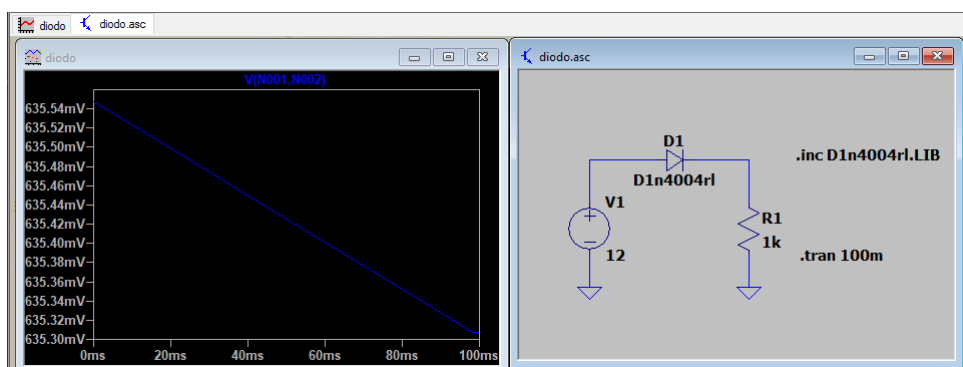 diodo diodo.asc
diodo
V(N001,N002)
635.54mV
635.52mV
635.50mV
635.48mV
635.46mV
635.44mV
635.42mV
635.40mV
635.38mV
635.36mV
635.34mV
635.32mV
635.30mV
0ms 20ms 40ms 60ms 80ms 100ms
diodo.asc
D1
D1n4004rl
.inc D1n4004rl.LIB
V1
12
R1
1k
.tran 100m